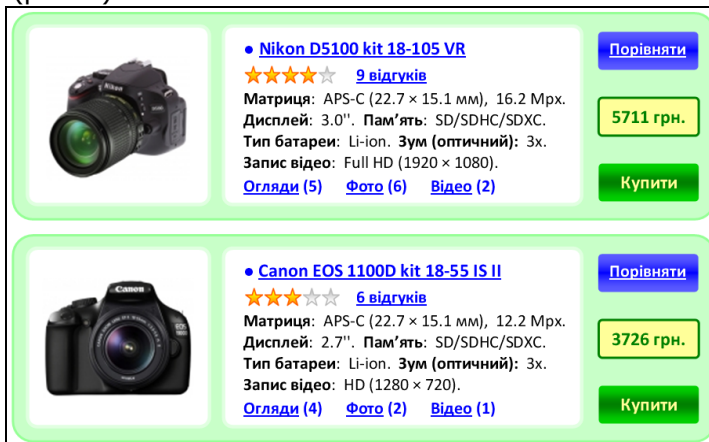 • Nikon D5100 kit 18-105 VR
Порівняти
9 відгуків
Матриця: APS-C (22.7 × 15.1 мм), 16.2 Mpx.
Дисплей: 3.0''. Пам’ять: SD/SDHC/SDXC.
5711 грн.
Тип батареи: Li-ion. Зум (оптичний): 3x.
Запис відео: Full HD (1920 × 1080).
Огляди (5) Фото (6) Відео (2)
Купити
Nikon
• Canon EOS 1100D kit 18-55 IS II
Порівняти
6 відгуків
Матриця: APS-C (22.7 × 15.1 мм), 12.2 Mpx.
Дисплей: 2.7''. Пам’ять: SD/SDHC/SDXC.
3726 грн.
Тип батареи: Li-ion. Зум (оптичний): 3x.
Запис відео: HD (1280 × 720).
Огляди (4) Фото (2) Відео (1)
Купити
Canon
EOS